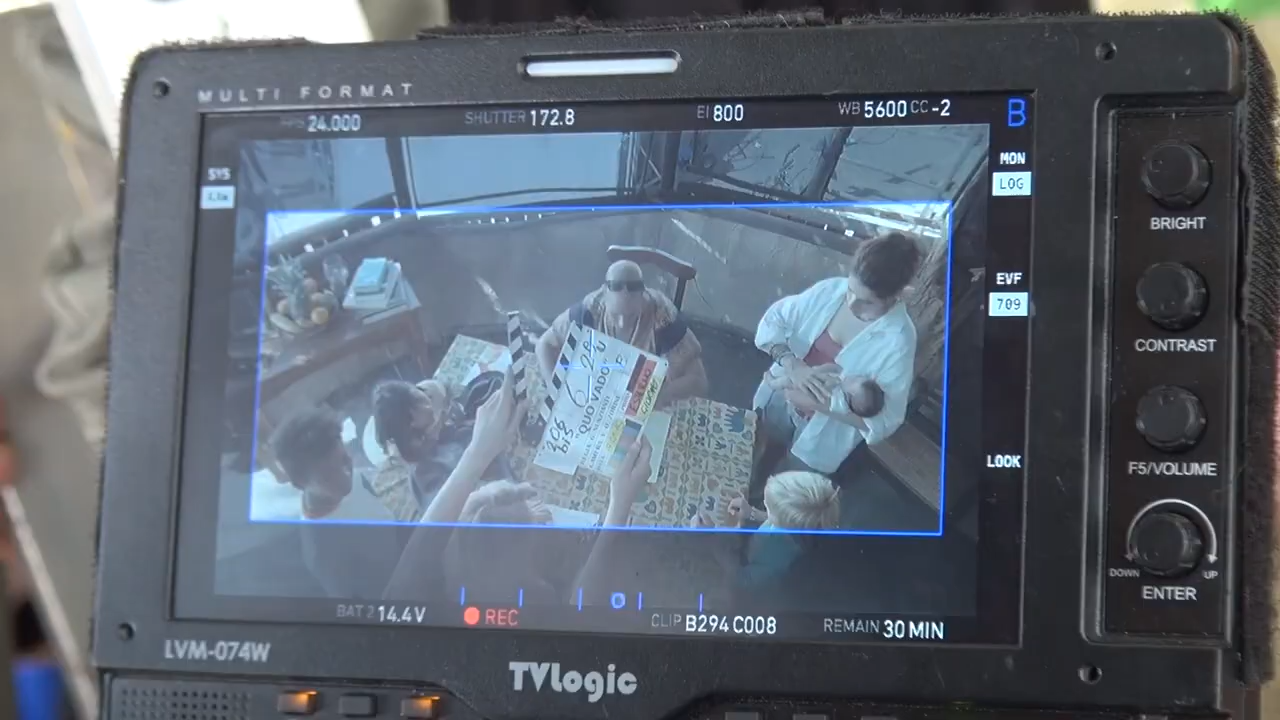 MULTI FORMAT
24.000 SHUTTER 172.8 EI 800 WB 5600 CC -2 B
SYS
MON
LOG
BRIGHT
EVF
709
CONTRAST
LOOK
F5/VOLUME
DOWN UP
ENTER
206 BIS
"QUO VADO"
BAT 2 14.4V REC CLIP B294 C008 REMAIN 30 MIN
LVM-074W
TVLogic